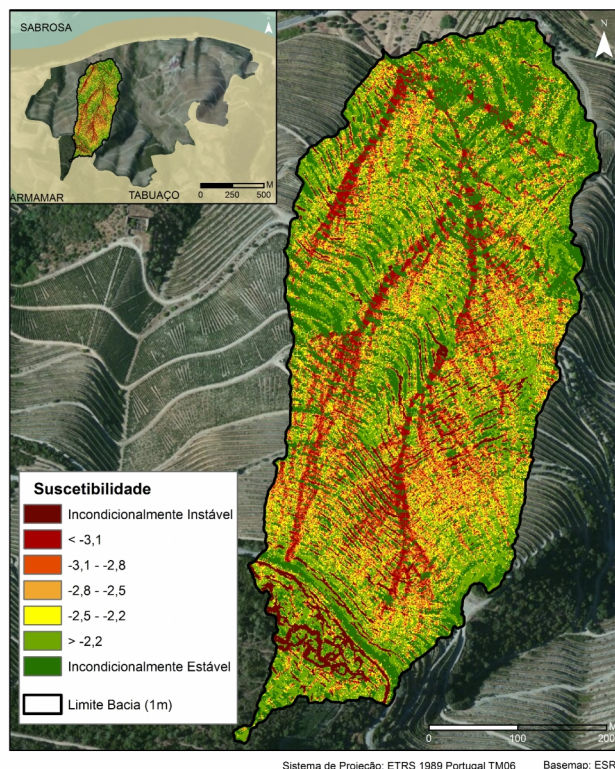 SABROSA
N
ARMAMAR
TABUAÇO
M
0 250 500
N
Suscetibilidade
Incondicionalmente Instável
< -3,1
-3,1 - -2,8
-2,8 - -2,5
-2,5 - -2,2
> -2,2
Incondicionalmente Estável
Limite Bacia (1m)
M
0 100 200
Sistema de Projeção: ETRS 1989 Portugal TM06 Basemap: ESri